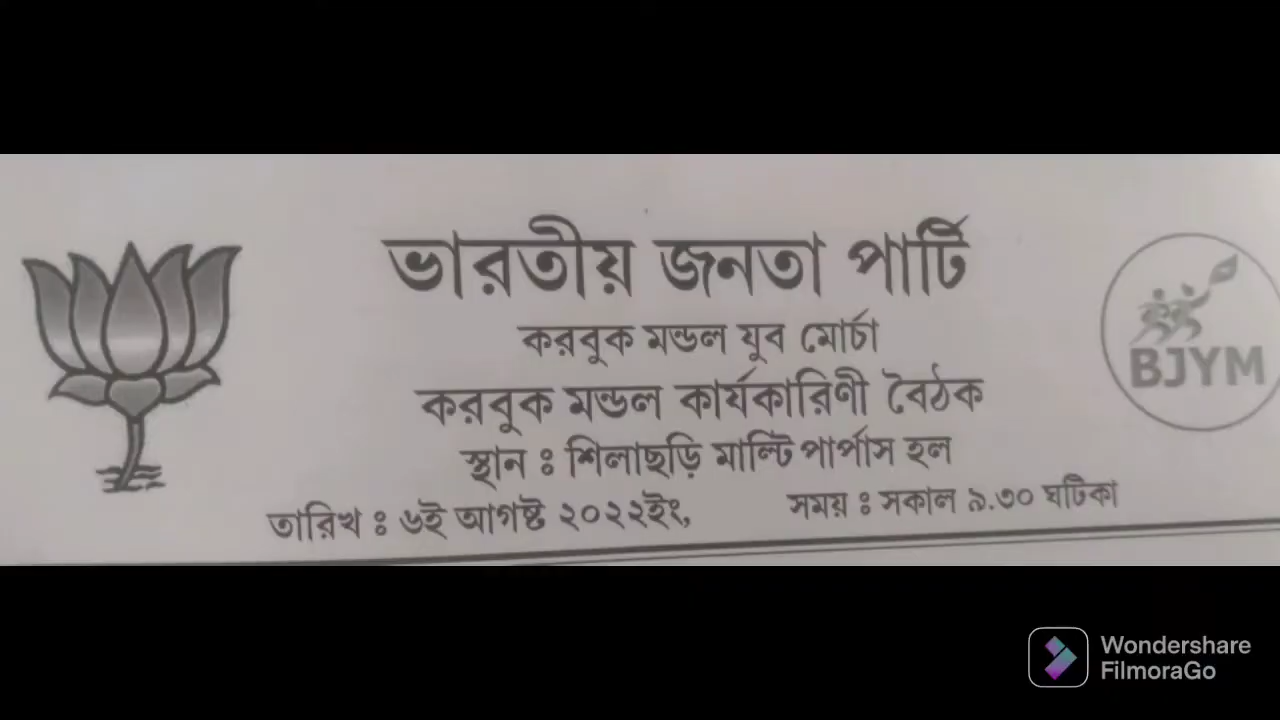 ভারতীয় জনতা পার্টি
করবুক মন্ডল যুব মোর্চা
করবুক মন্ডল কার্যকারিণী বৈঠক
স্থান ঃ শিলাছড়ি মাল্টি পার্পাস হল
তারিখ ঃ ৬ই আগষ্ট ২০২২ইং, সময় ঃ সকাল ৯.৩০ ঘটিকা
BJYM
Wondershare
FilmoraGo